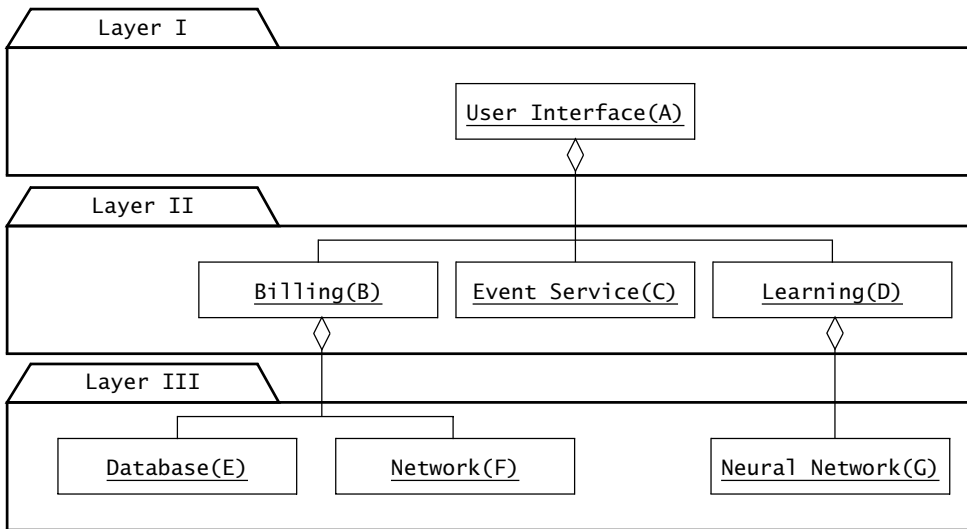 Layer I
User Interface(A)
Layer II
Billing(B)
Event Service(C)
Learning(D)
Layer III
Database(E)
Network(F)
Neural Network(G)